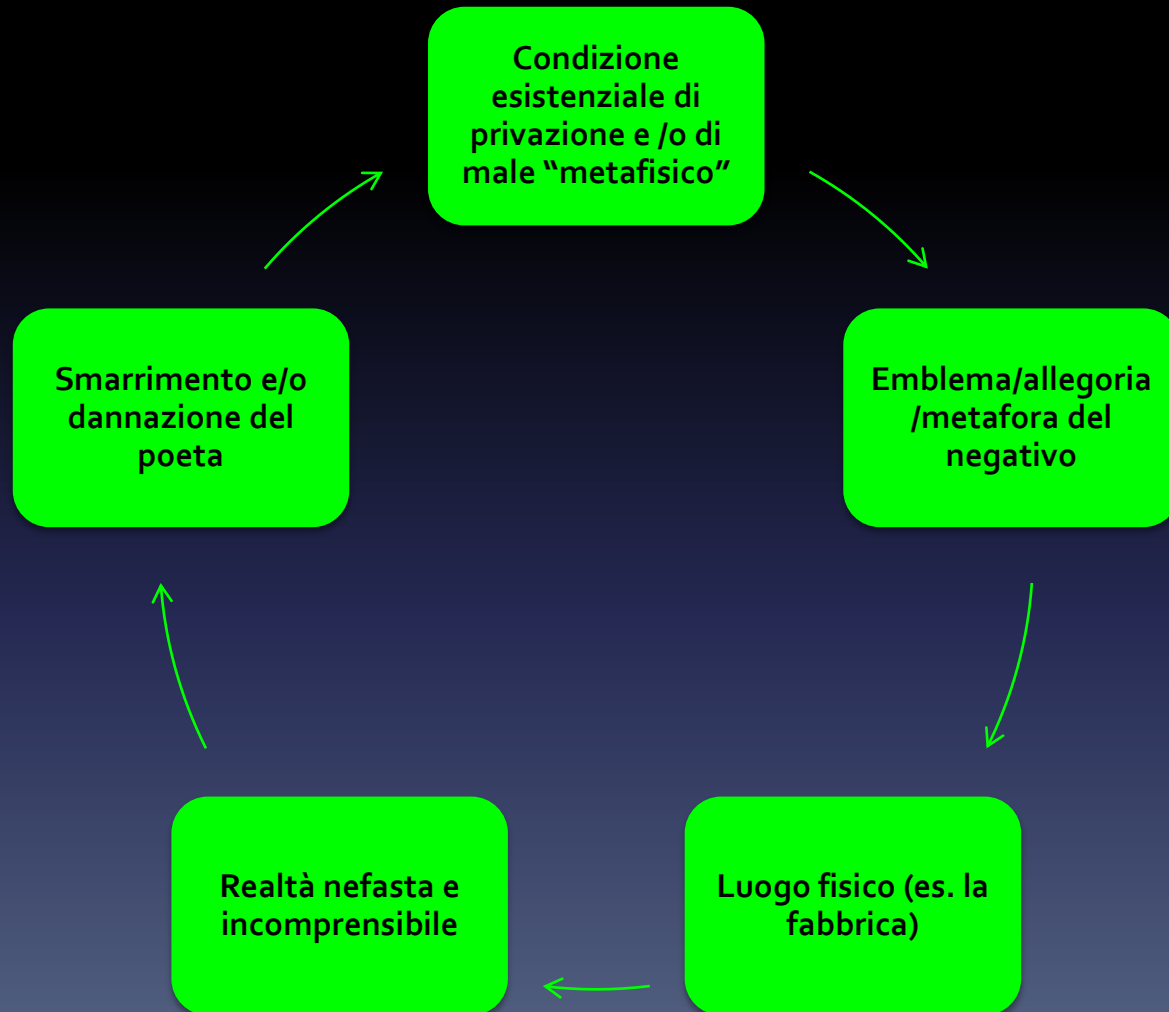 Condizione
esistenziale di
privazione e /o di
male “metafisico”
Emblema/allegoria
/metafora del
negativo
Luogo fisico (es. la
fabbrica)
Realtà nefasta e
incomprensibile
Smarrimento e/o
dannazione del
poeta